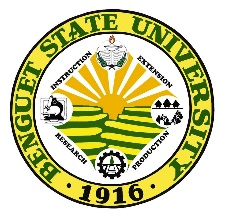 BENGUET STATE UNIVERSITY
INSTRUCTION
EXTENSION
RESEARCH
PRODUCTION
· 1916 ·